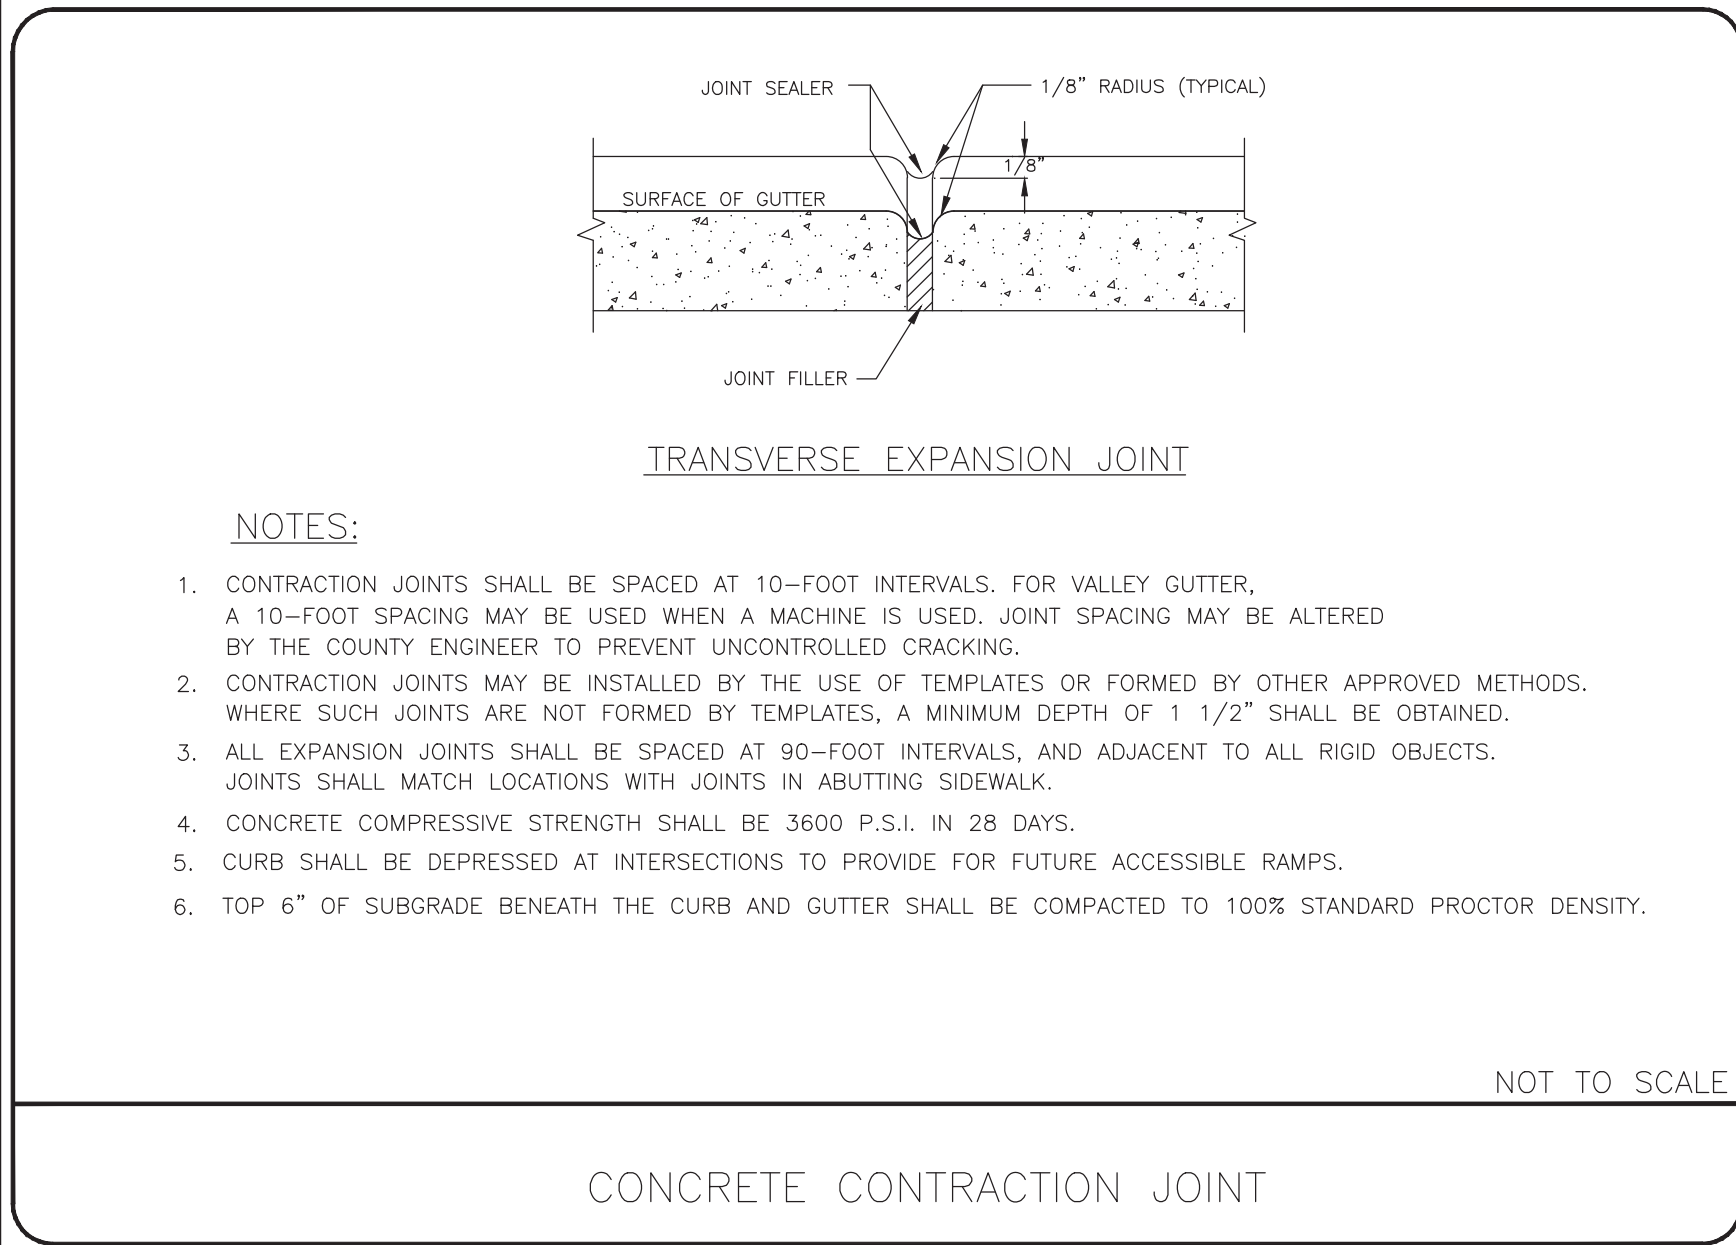 JOINT SEALER
1/8" RADIUS (TYPICAL)
1/8"
SURFACE OF GUTTER
JOINT FILLER
TRANSVERSE EXPANSION JOINT
NOTES:
1. CONTRACTION JOINTS SHALL BE SPACED AT 10-FOOT INTERVALS. FOR VALLEY GUTTER,
A 10-FOOT SPACING MAY BE USED WHEN A MACHINE IS USED. JOINT SPACING MAY BE ALTERED
BY THE COUNTY ENGINEER TO PREVENT UNCONTROLLED CRACKING.
2. CONTRACTION JOINTS MAY BE INSTALLED BY THE USE OF TEMPLATES OR FORMED BY OTHER APPROVED METHODS.
WHERE SUCH JOINTS ARE NOT FORMED BY TEMPLATES, A MINIMUM DEPTH OF 1 1/2" SHALL BE OBTAINED.
3. ALL EXPANSION JOINTS SHALL BE SPACED AT 90-FOOT INTERVALS, AND ADJACENT TO ALL RIGID OBJECTS.
JOINTS SHALL MATCH LOCATIONS WITH JOINTS IN ABUTTING SIDEWALK.
4. CONCRETE COMPRESSIVE STRENGTH SHALL BE 3600 P.S.I. IN 28 DAYS.
5. CURB SHALL BE DEPRESSED AT INTERSECTIONS TO PROVIDE FOR FUTURE ACCESSIBLE RAMPS.
6. TOP 6" OF SUBGRADE BENEATH THE CURB AND GUTTER SHALL BE COMPACTED TO 100% STANDARD PROCTOR DENSITY.
NOT TO SCALE
CONCRETE CONTRACTION JOINT